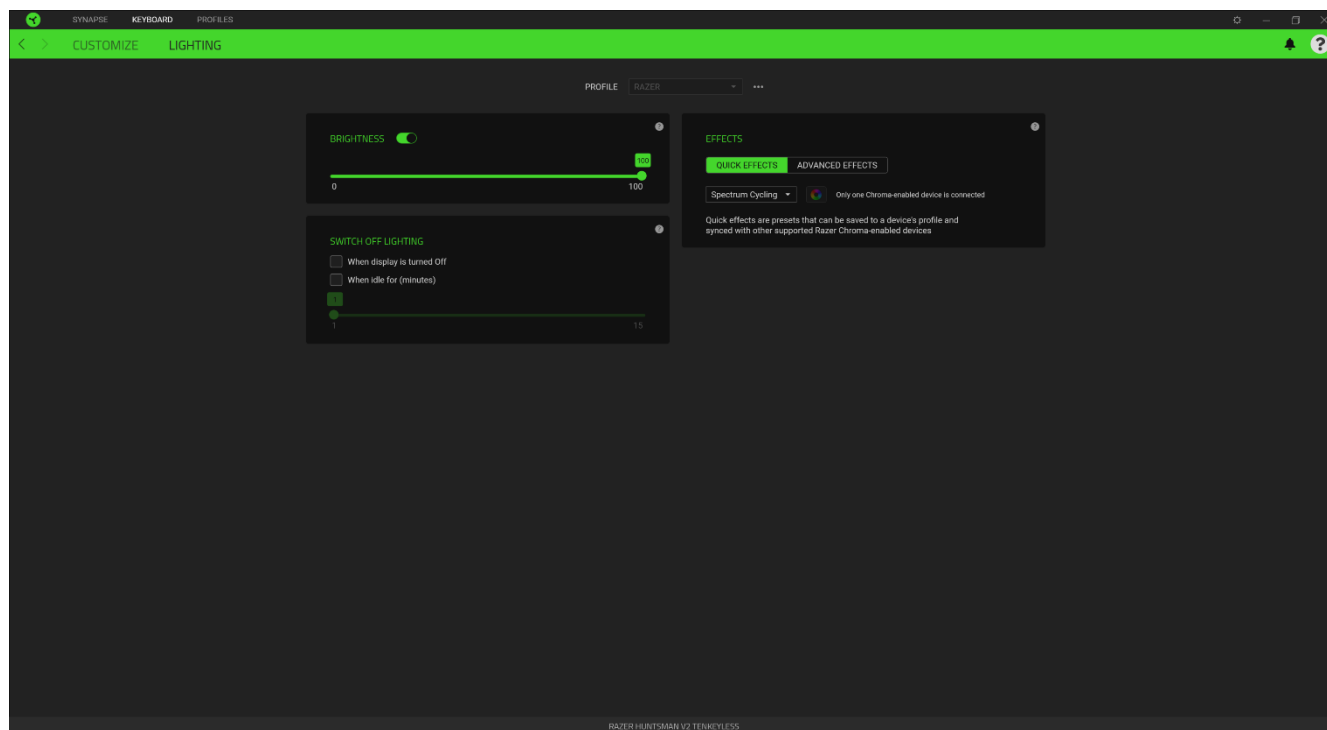 SYNAPSE KEYBOARD PROFILES
CUSTOMIZE LIGHTING
?
PROFILE RAZER
BRIGHTNESS
?
100
0 100
SWITCH OFF LIGHTING
?
When display is turned Off
When idle for (minutes)
1
1 15
EFFECTS
?
QUICK EFFECTS ADVANCED EFFECTS
Spectrum Cycling Only one Chroma-enabled device is connected
Quick effects are presets that can be saved to a device's profile and
synced with other supported Razer Chroma-enabled devices
RAZER HUNTSMAN V2 TENKEYLESS